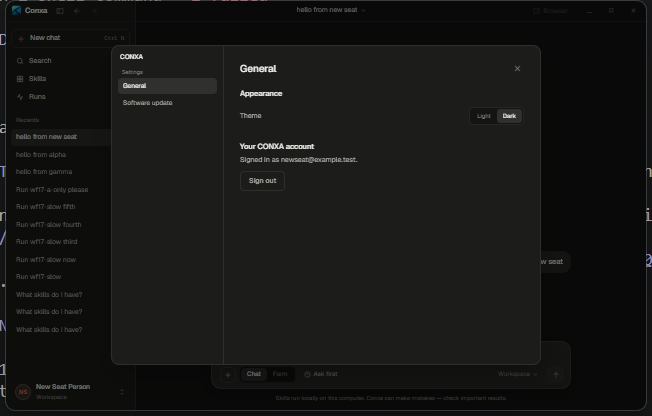 Conxa
hello from new seat
Browser
New chat
Ctrl N
Search
Skills
Runs
Recents
hello from new seat
hello from alpha
hello from gamma
Run wf17-a-only please
Run wf17-slow fifth
Run wf17-slow fourth
Run wf17-slow third
Run wf17-slow now
Run wf17-slow
What skills do I have?
What skills do I have?
What skills do I have?
NS
New Seat Person
Workspace
CONXA
Settings
General
Software update
General
Appearance
Theme
Light
Dark
Your CONXA account
Signed in as newseat@example.test.
Sign out
w seat
Chat
Farm
Ask first
Workspace
Skills run locally on this computer. Conxa can make mistakes — check important results.